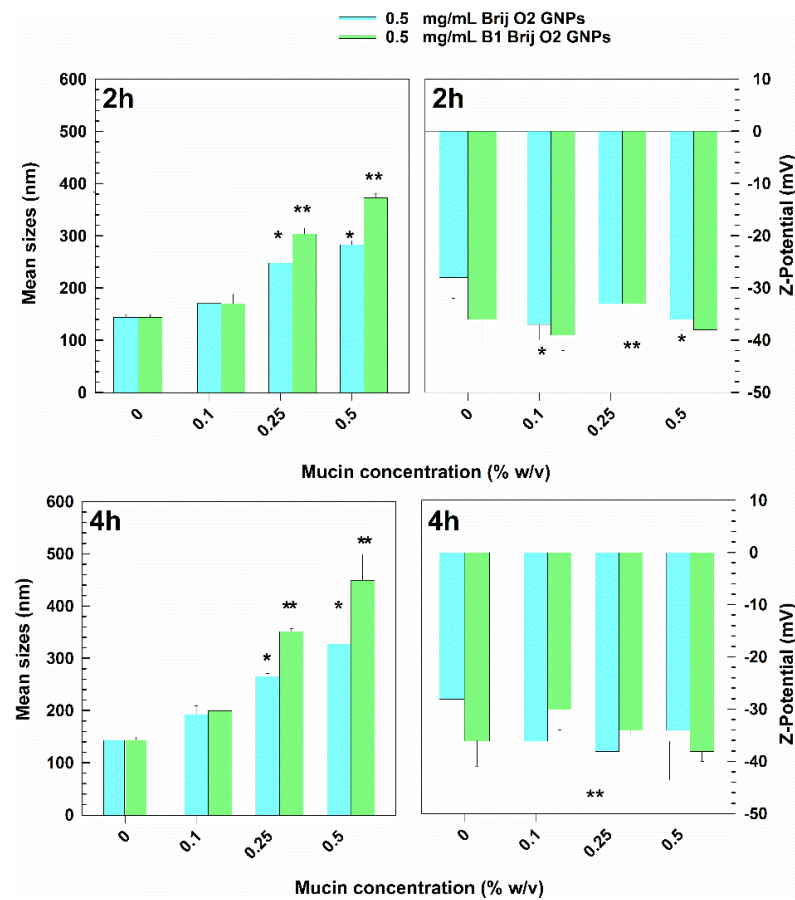 0.5 mg/mL Brij O2 GNPs
0.5 mg/mL B1 Brij O2 GNPs
2h
Mean sizes (nm)
600
500
400
300
200
100
0
* ** * **
0 0.1 0.25 0.5
2h
10
0
-10
-20
-30
-40
-50
Z-Potential (mV)
* ** *
0 0.1 0.25 0.5
Mucin concentration (% w/v)
4h
Mean sizes (nm)
600
500
400
300
200
100
0
* ** * **
0 0.1 0.25 0.5
4h
10
0
-10
-20
-30
-40
-50
Z-Potential (mV)
**
0 0.1 0.25 0.5
Mucin concentration (% w/v)